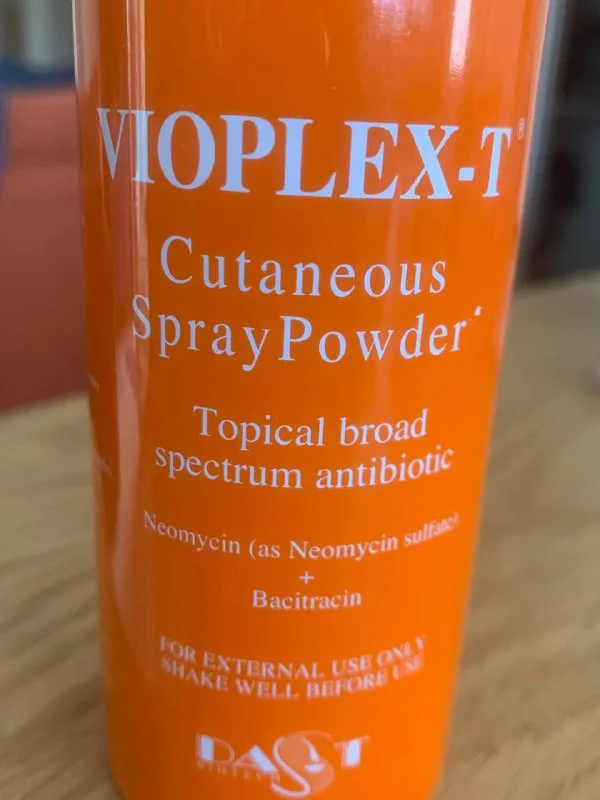 VIOPLEX-T®
Cutaneous
SprayPowder
Topical broad
spectrum antibiotic
Neomycin (as Neomycin sulfate)
+
Bacitracin
FOR EXTERNAL USE ONLY
SHAKE WELL BEFORE USE
DAST
BIOTECH